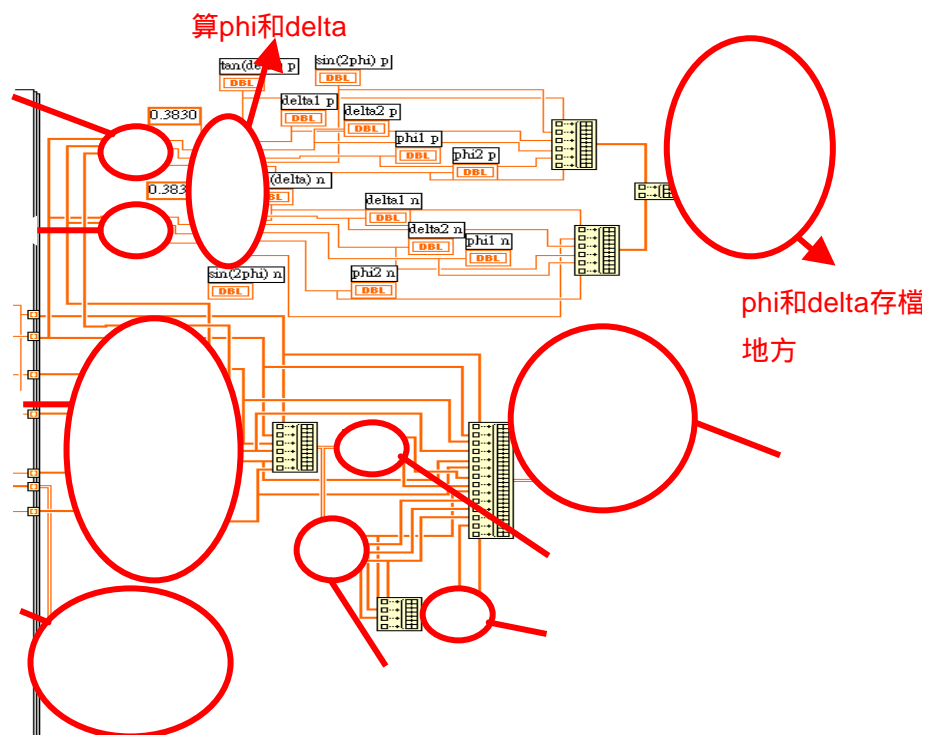 算phi和delta
tan(del p
sin(2phi) p
DBL
DBL
delta1 p
DBL
delta2 p
DBL
0.3830
phi1 p
DBL
phi2 p
DBL
0.383
(delta) n
BL
delta1 n
DBL
delta2 n
DBL
phi1 n
DBL
sin(2phi) n
DBL
phi2 n
DBL
phi和delta存檔
地方